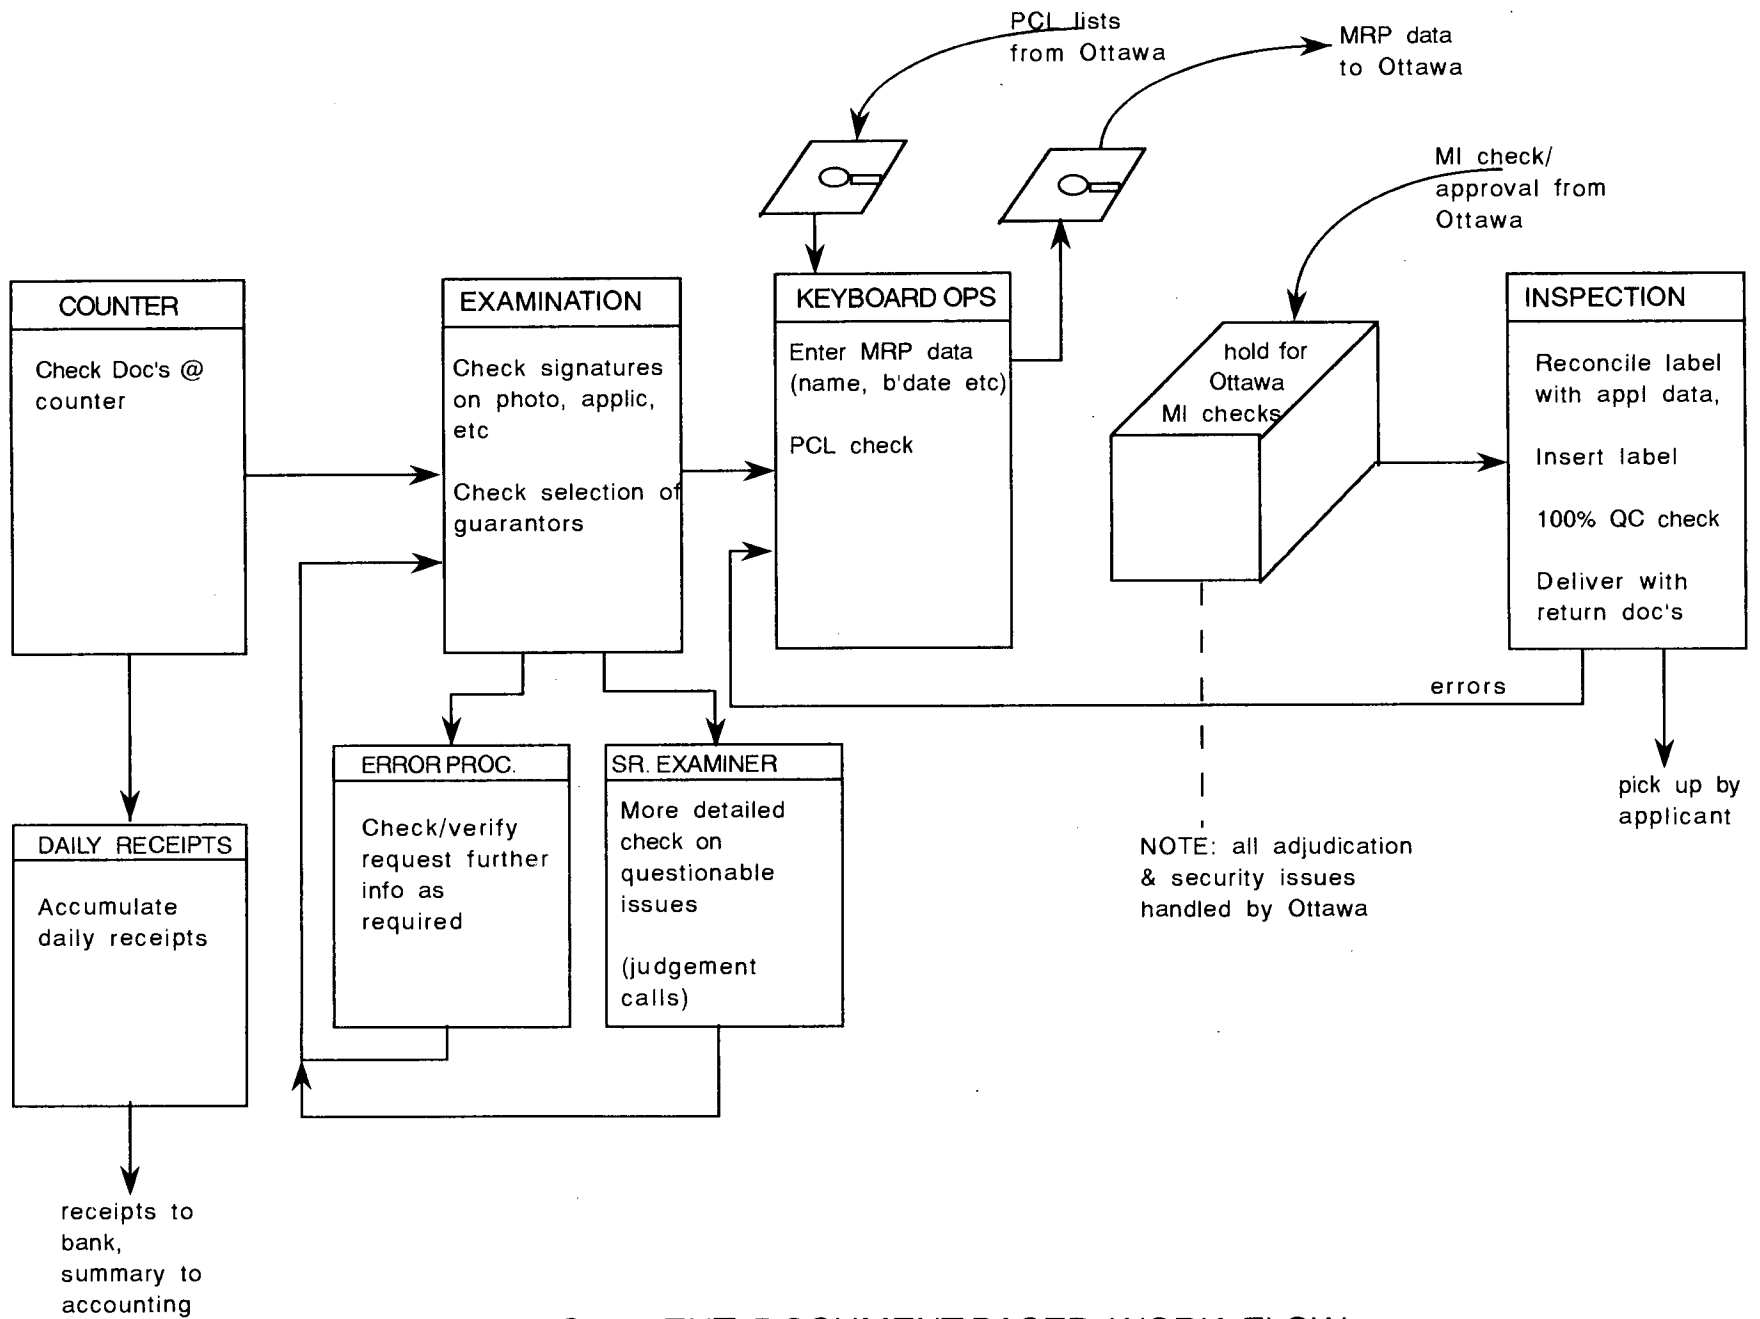 PCL lists
from Ottawa
MRP data
to Ottawa
MI check/
approval from
Ottawa
COUNTER
Check Doc's @
counter
EXAMINATION
Check signatures
on photo, applic,
etc
Check selection of
guarantors
KEYBOARD OPS
Enter MRP data
(name, b'date etc)
PCL check
hold for
Ottawa
MI checks
INSPECTION
Reconcile label
with appl data,
Insert label
100% QC check
Deliver with
return doc's
errors
pick up by
applicant
ERROR PROC.
Check/verify
request further
info as
required
SR. EXAMINER
More detailed
check on
questionable
issues
(judgement
calls)
NOTE: all adjudication
& security issues
handled by Ottawa
DAILY RECEIPTS
Accumulate
daily receipts
receipts to
bank,
summary to
accounting